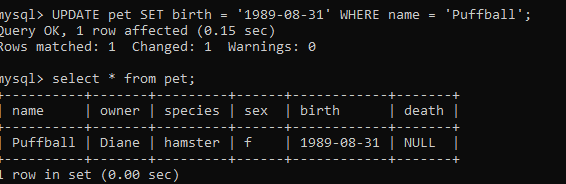 mysql> UPDATE pet SET birth = '1989-08-31' WHERE name = 'Puffball';
Query OK, 1 row affected (0.15 sec)
Rows matched: 1  Changed: 1  Warnings: 0
mysql> select * from pet;
+----------+-------+---------+------+------------+-------+
| name     | owner | species | sex  | birth      | death |
+----------+-------+---------+------+------------+-------+
| Puffball | Diane | hamster | f    | 1989-08-31 | NULL  |
+----------+-------+---------+------+------------+-------+
1 row in set (0.00 sec)